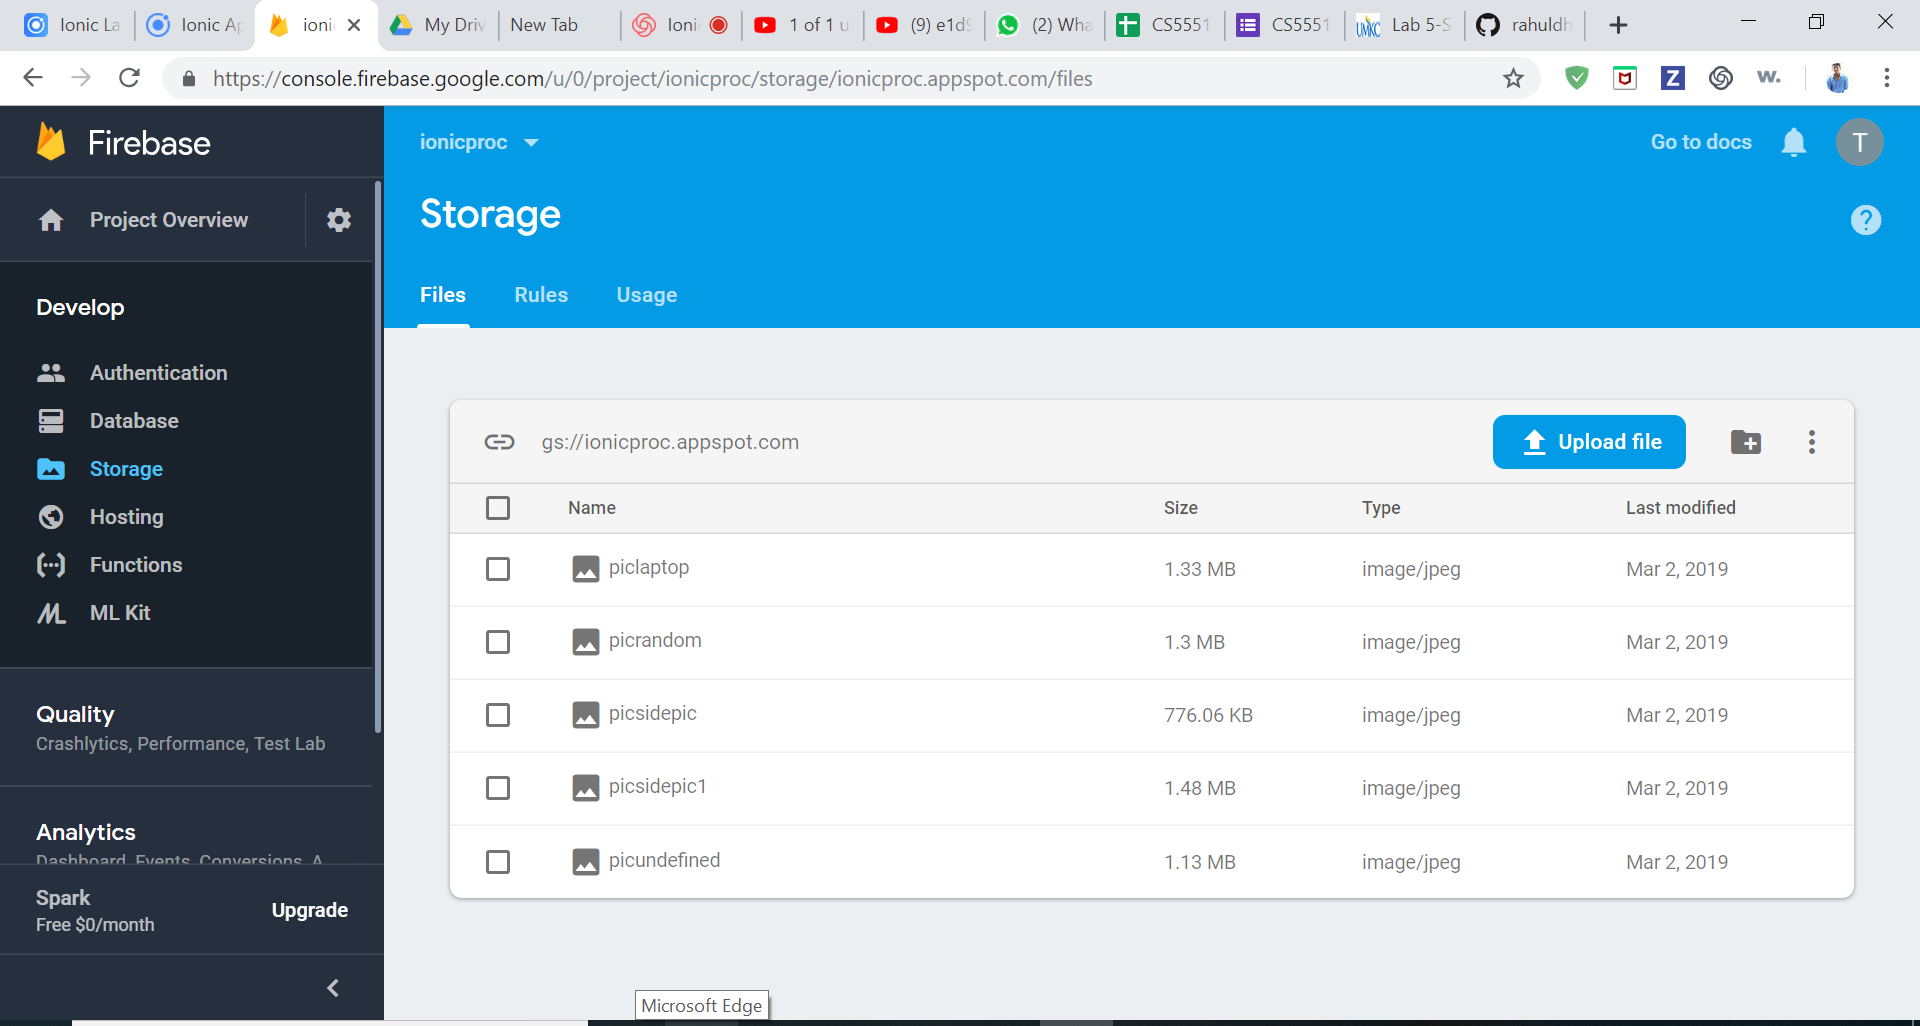 Ionic La
Ionic Ap
ioni
My Driv
New Tab
Ioni
1 of 1 u
(9) e1d9
(2) Wha
CS5551
CS5551
UMKC
Lab 5-S
rahuldh
https://console.firebase.google.com/u/0/project/ionicproc/storage/ionicproc.appspot.com/files
Z
w.
Firebase
ionicproc
Go to docs
T
Project Overview
Storage
?
Files
Rules
Usage
Develop
Authentication
Database
Storage
Hosting
Functions
ML Kit
Quality
Crashlytics, Performance, Test Lab
Analytics
Dashboard, Events, Conversions, A
Spark
Free $0/month
Upgrade
gs://ionicproc.appspot.com
Upload file
Name Size Type Last modified
piclaptop 1.33 MB image/jpeg Mar 2, 2019
picrandom 1.3 MB image/jpeg Mar 2, 2019
picsidepic 776.06 KB image/jpeg Mar 2, 2019
picsidepic1 1.48 MB image/jpeg Mar 2, 2019
picundefined 1.13 MB image/jpeg Mar 2, 2019
Microsoft Edge